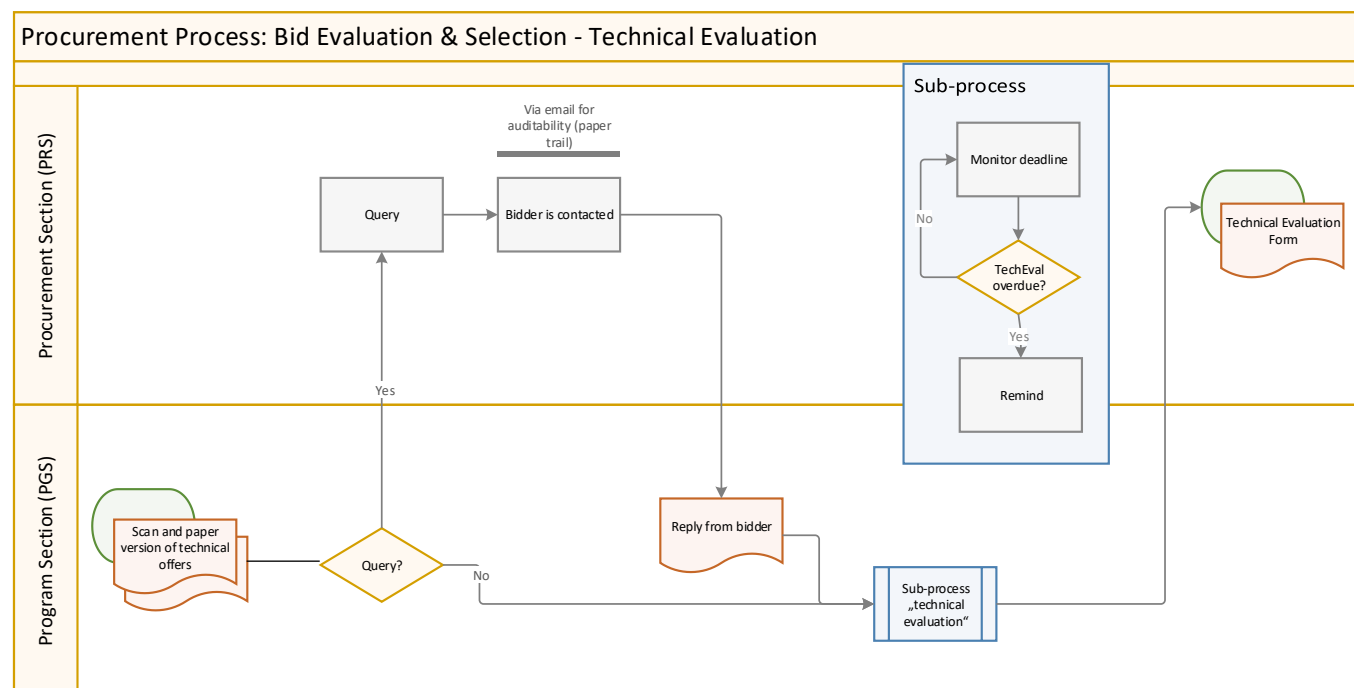 Procurement Process: Bid Evaluation & Selection - Technical Evaluation
Procurement Section (PRS)
Via email for
auditability (paper
trail)
Query
Bidder is contacted
Yes
Sub-process
Monitor deadline
No
TechEval
overdue?
Yes
Remind
Technical Evaluation
Form
Program Section (PGS)
Scan and paper
version of technical
offers
Query?
No
Reply from bidder
Sub-process
„technical
evaluation“